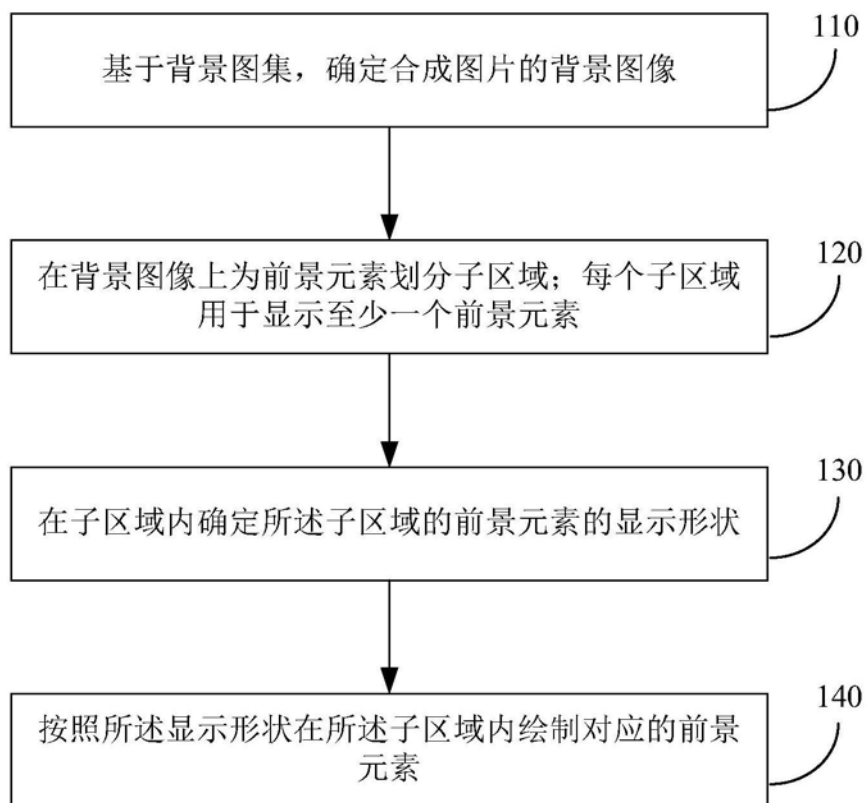 110
基于背景图集，确定合成图片的背景图像
120
在背景图像上为前景元素划分子区域；每个子区域
用于显示至少一个前景元素
130
在子区域内确定所述子区域的前景元素的显示形状
140
按照所述显示形状在所述子区域内绘制对应的前景
元素